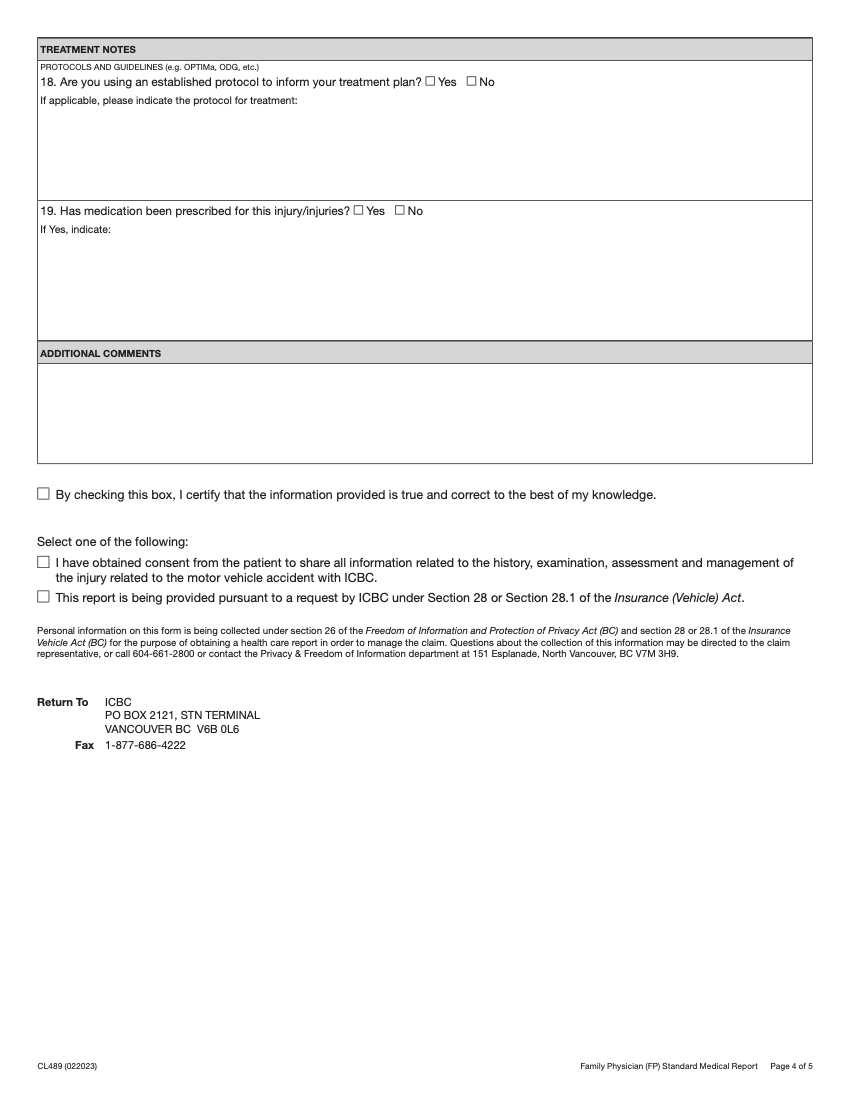 TREATMENT NOTES
PROTOCOLS AND GUIDELINES (e.g. OPTIMa, ODG, etc.)
18. Are you using an established protocol to inform your treatment plan? ☐ Yes ☐ No
If applicable, please indicate the protocol for treatment:
19. Has medication been prescribed for this injury/injuries? ☐ Yes ☐ No
If Yes, indicate:
ADDITIONAL COMMENTS
☐ By checking this box, I certify that the information provided is true and correct to the best of my knowledge.
Select one of the following:
☐ I have obtained consent from the patient to share all information related to the history, examination, assessment and management of
the injury related to the motor vehicle accident with ICBC.
☐ This report is being provided pursuant to a request by ICBC under Section 28 or Section 28.1 of the Insurance (Vehicle) Act.
Personal information on this form is being collected under section 26 of the Freedom of Information and Protection of Privacy Act (BC) and section 28 or 28.1 of the Insurance
Vehicle Act (BC) for the purpose of obtaining a health care report in order to manage the claim. Questions about the collection of this information may be directed to the claim
representative, or call 604-661-2800 or contact the Privacy & Freedom of Information department at 151 Esplanade, North Vancouver, BC V7M 3H9.
Return To ICBC
PO BOX 2121, STN TERMINAL
VANCOUVER BC V6B 0L6
Fax 1-877-686-4222
CL489 (022023) Family Physician (FP) Standard Medical Report Page 4 of 5